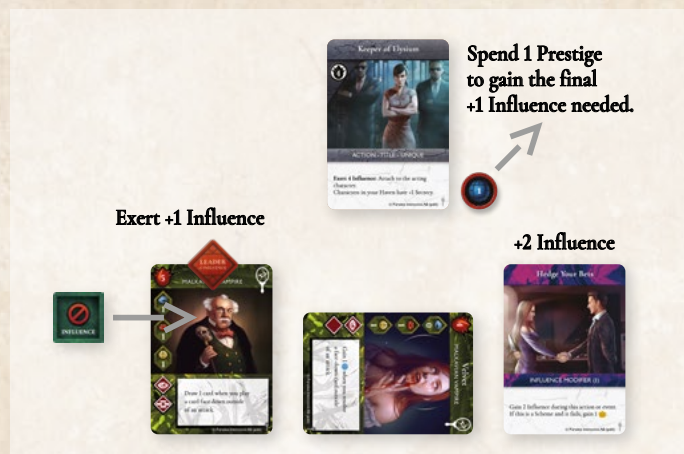 Keeper of Elysium
Spend 1 Prestige
to gain the final
+1 Influence needed.
ACTION - TITLE - UNIQUE
Exert 4 Influence: Attach to the acting
character.
Characters in your Haven have +1 Secrecy.
Exert +1 Influence
+2 Influence
LEADER
5
VAMPIRE
INFLUENCE
Draw 1 card when you play
a card face-down outside
of an attack.
Velvet
MALKAVIAN VAMPIRE
Hedge Your Bets
INFLUENCE MODIFIER
Gain 2 Influence during this action or event.
If this is a Scheme and it fails, gain 1